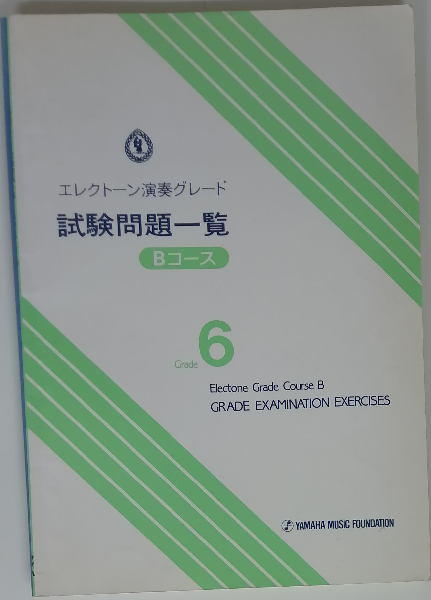 エレクトーン演奏グレード
試験問題一覧
Bコース
Grade 6
Electone Grade Course B
GRADE EXAMINATION EXERCISES
YAMAHA MUSIC FOUNDATION